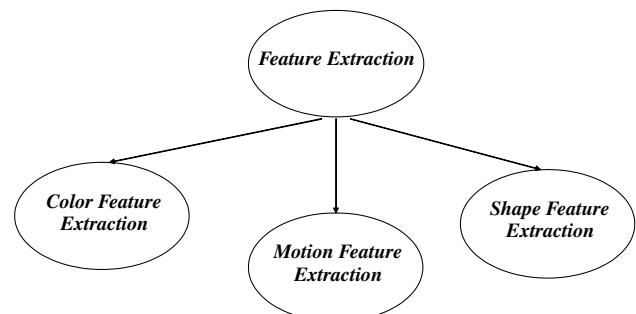 Feature Extraction
Color Feature
Extraction
Motion Feature
Extraction
Shape Feature
Extraction